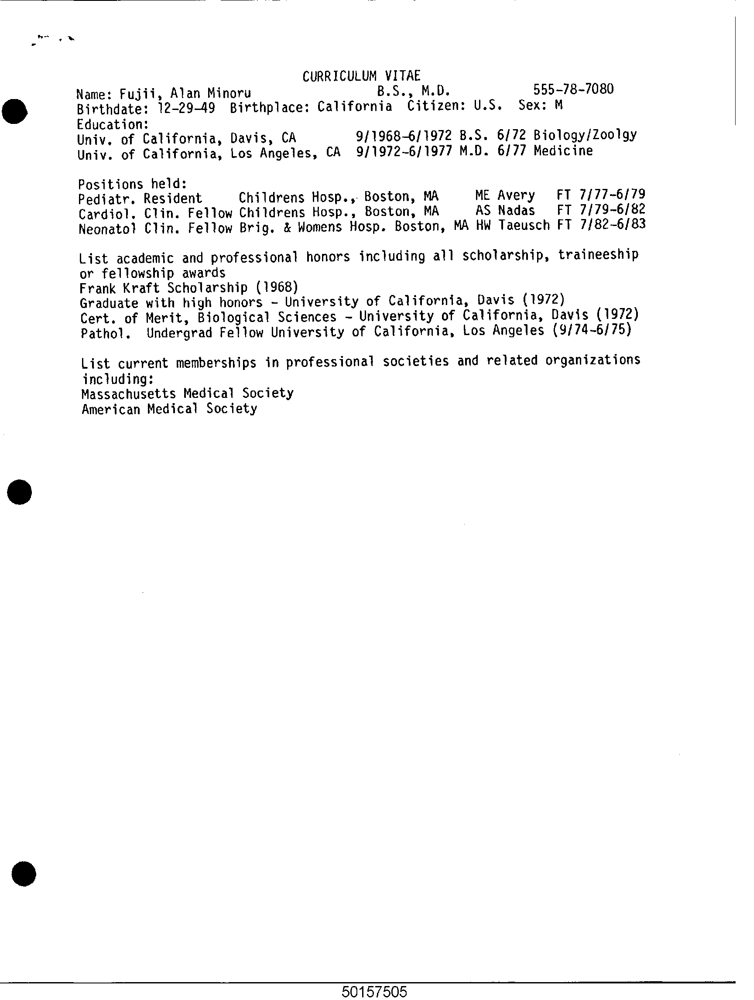 CURRICULUM VITAE
Name: Fujii, Alan Minoru B.S., M.D. 555-78-7080
Birthdate: 12-29-49 Birthplace: California Citizen: U.S. Sex: M
Education:
Univ. of California, Davis, CA 9/1968-6/1972 B.S. 6/72 Biology/Zoolgy
Univ. of California, Los Angeles, CA 9/1972-6/1977 M.D. 6/77 Medicine
Positions held:
Pediatr. Resident Childrens Hosp., Boston, MA ME Avery FT 7/77-6/79
Cardiol. Clin. Fellow Childrens Hosp., Boston, MA AS Nadas FT 7/79-6/82
Neonatol Clin. Fellow Brig. & Womens Hosp. Boston, MA HW Taeusch FT 7/82-6/83
List academic and professional honors including all scholarship, traineeship
or fellowship awards
Frank Kraft Scholarship (1968)
Graduate with high honors - University of California, Davis (1972)
Cert. of Merit, Biological Sciences - University of California, Davis (1972)
Pathol. Undergrad Fellow University of California, Los Angeles (9/74-6/75)
List current memberships in professional societies and related organizations
including:
Massachusetts Medical Society
American Medical Society
50157505